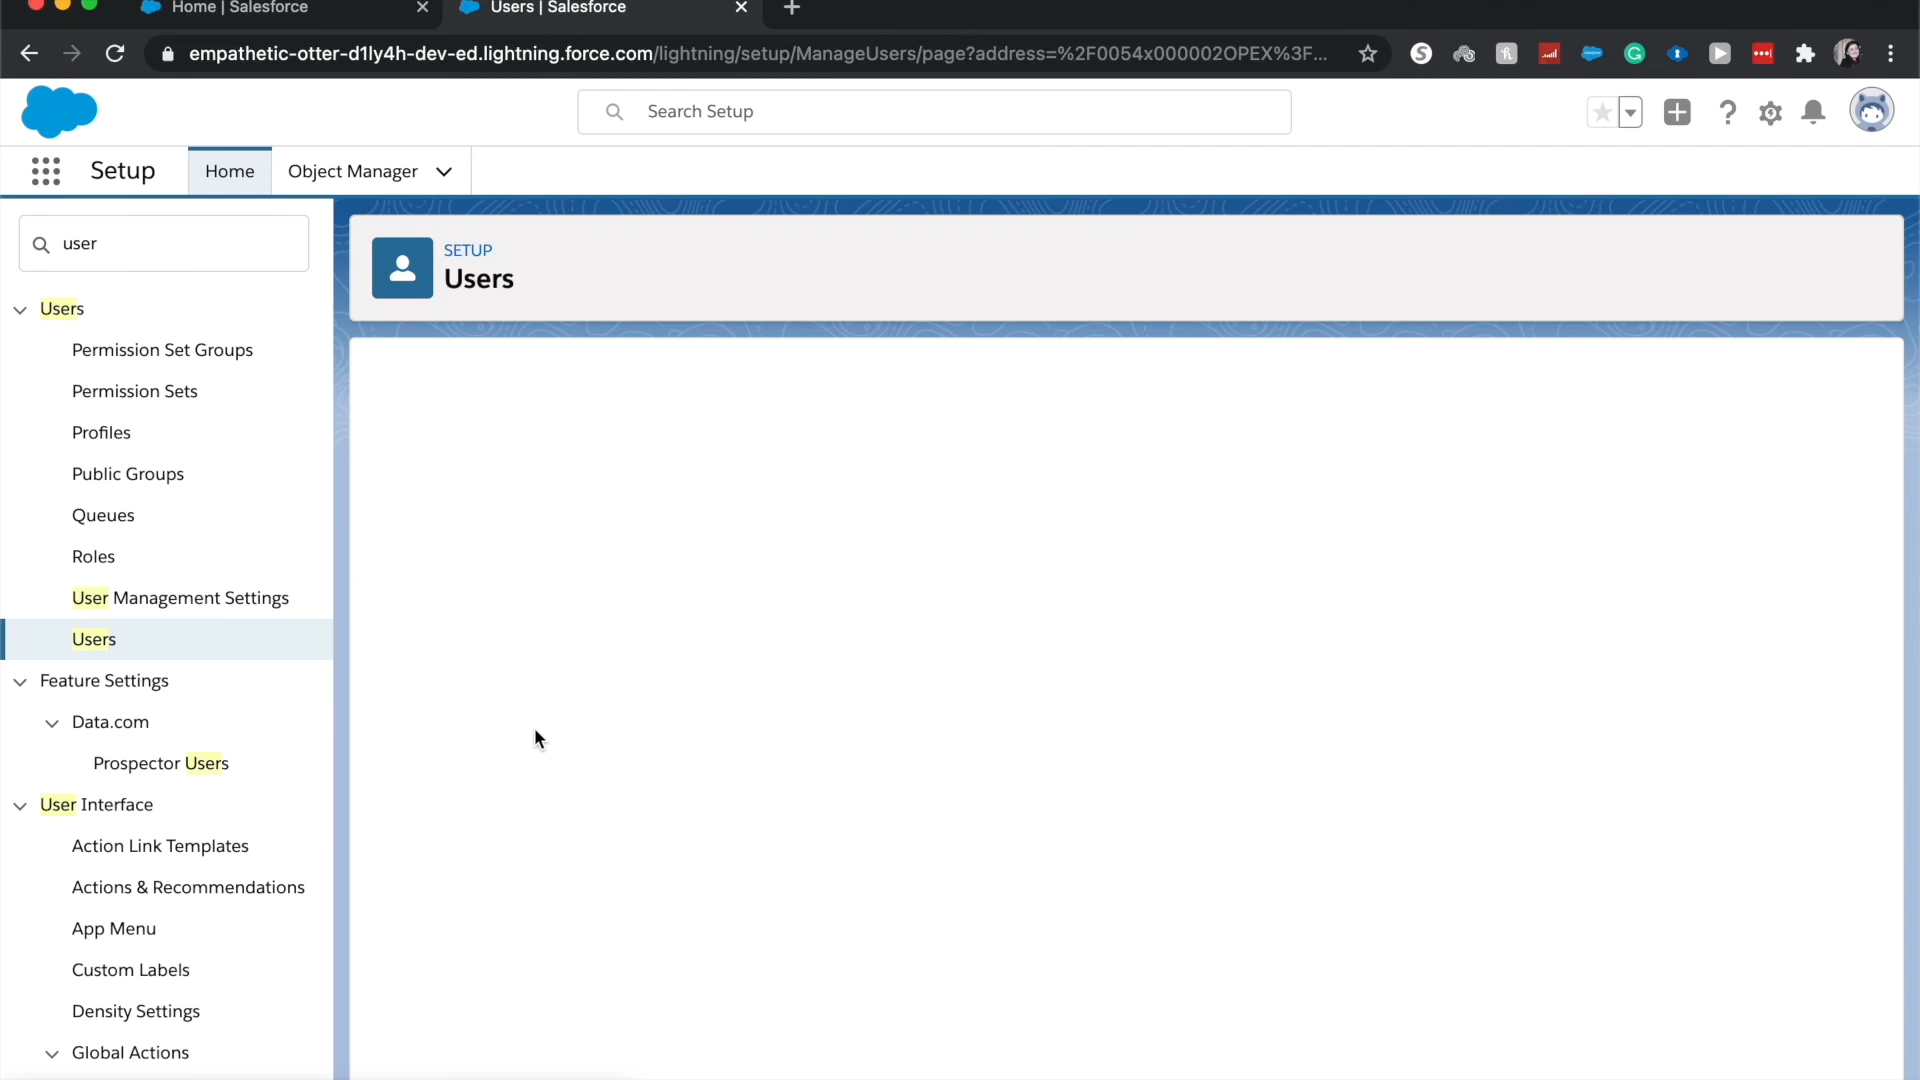 Home | Salesforce
Users | Salesforce
empathetic-otter-d1ly4h-dev-ed.lightning.force.com/lightning/setup/ManageUsers/page?address=%2F0054x000002OPEX%3F...
Search Setup
Setup
Home
Object Manager
user
SETUP
Users
Users
Permission Set Groups
Permission Sets
Profiles
Public Groups
Queues
Roles
User Management Settings
Users
Feature Settings
Data.com
Prospector Users
User Interface
Action Link Templates
Actions & Recommendations
App Menu
Custom Labels
Density Settings
Global Actions